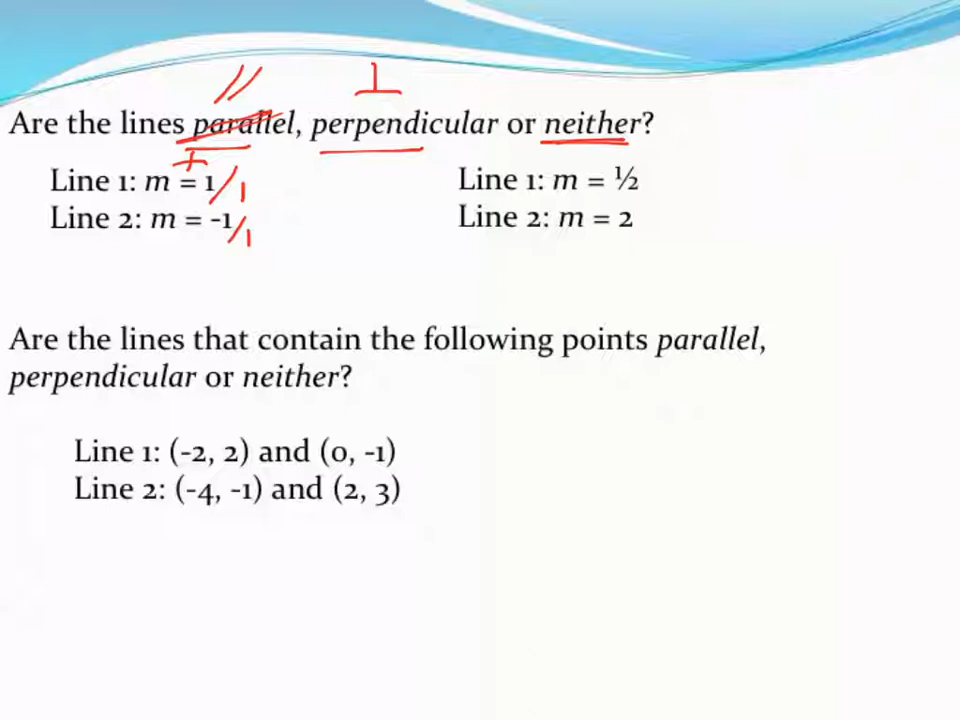 // ⊥
Are the lines parallel, perpendicular or neither?
+
Line 1: m = 1/1
Line 2: m = -1/1
Line 1: m = ½
Line 2: m = 2
Are the lines that contain the following points parallel,
perpendicular or neither?
Line 1: (-2, 2) and (0, -1)
Line 2: (-4, -1) and (2, 3)